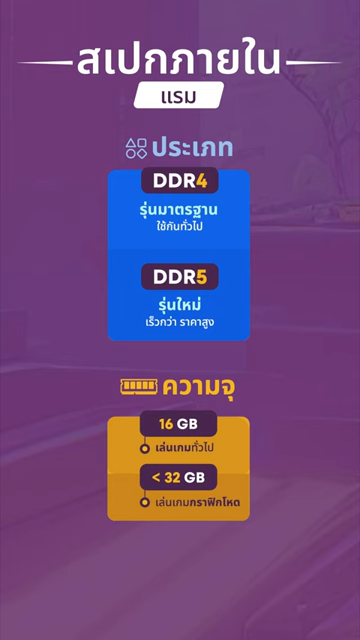 สเปกภายใน
แรม
ประเภท
DDR4
รุ่นมาตรฐาน
ใช้กันทั่วไป
DDR5
รุ่นใหม่
เร็วกว่า ราคาสูง
ความจุ
16 GB
เล่นเกมทั่วไป
< 32 GB
เล่นเกมกราฟิกโหด